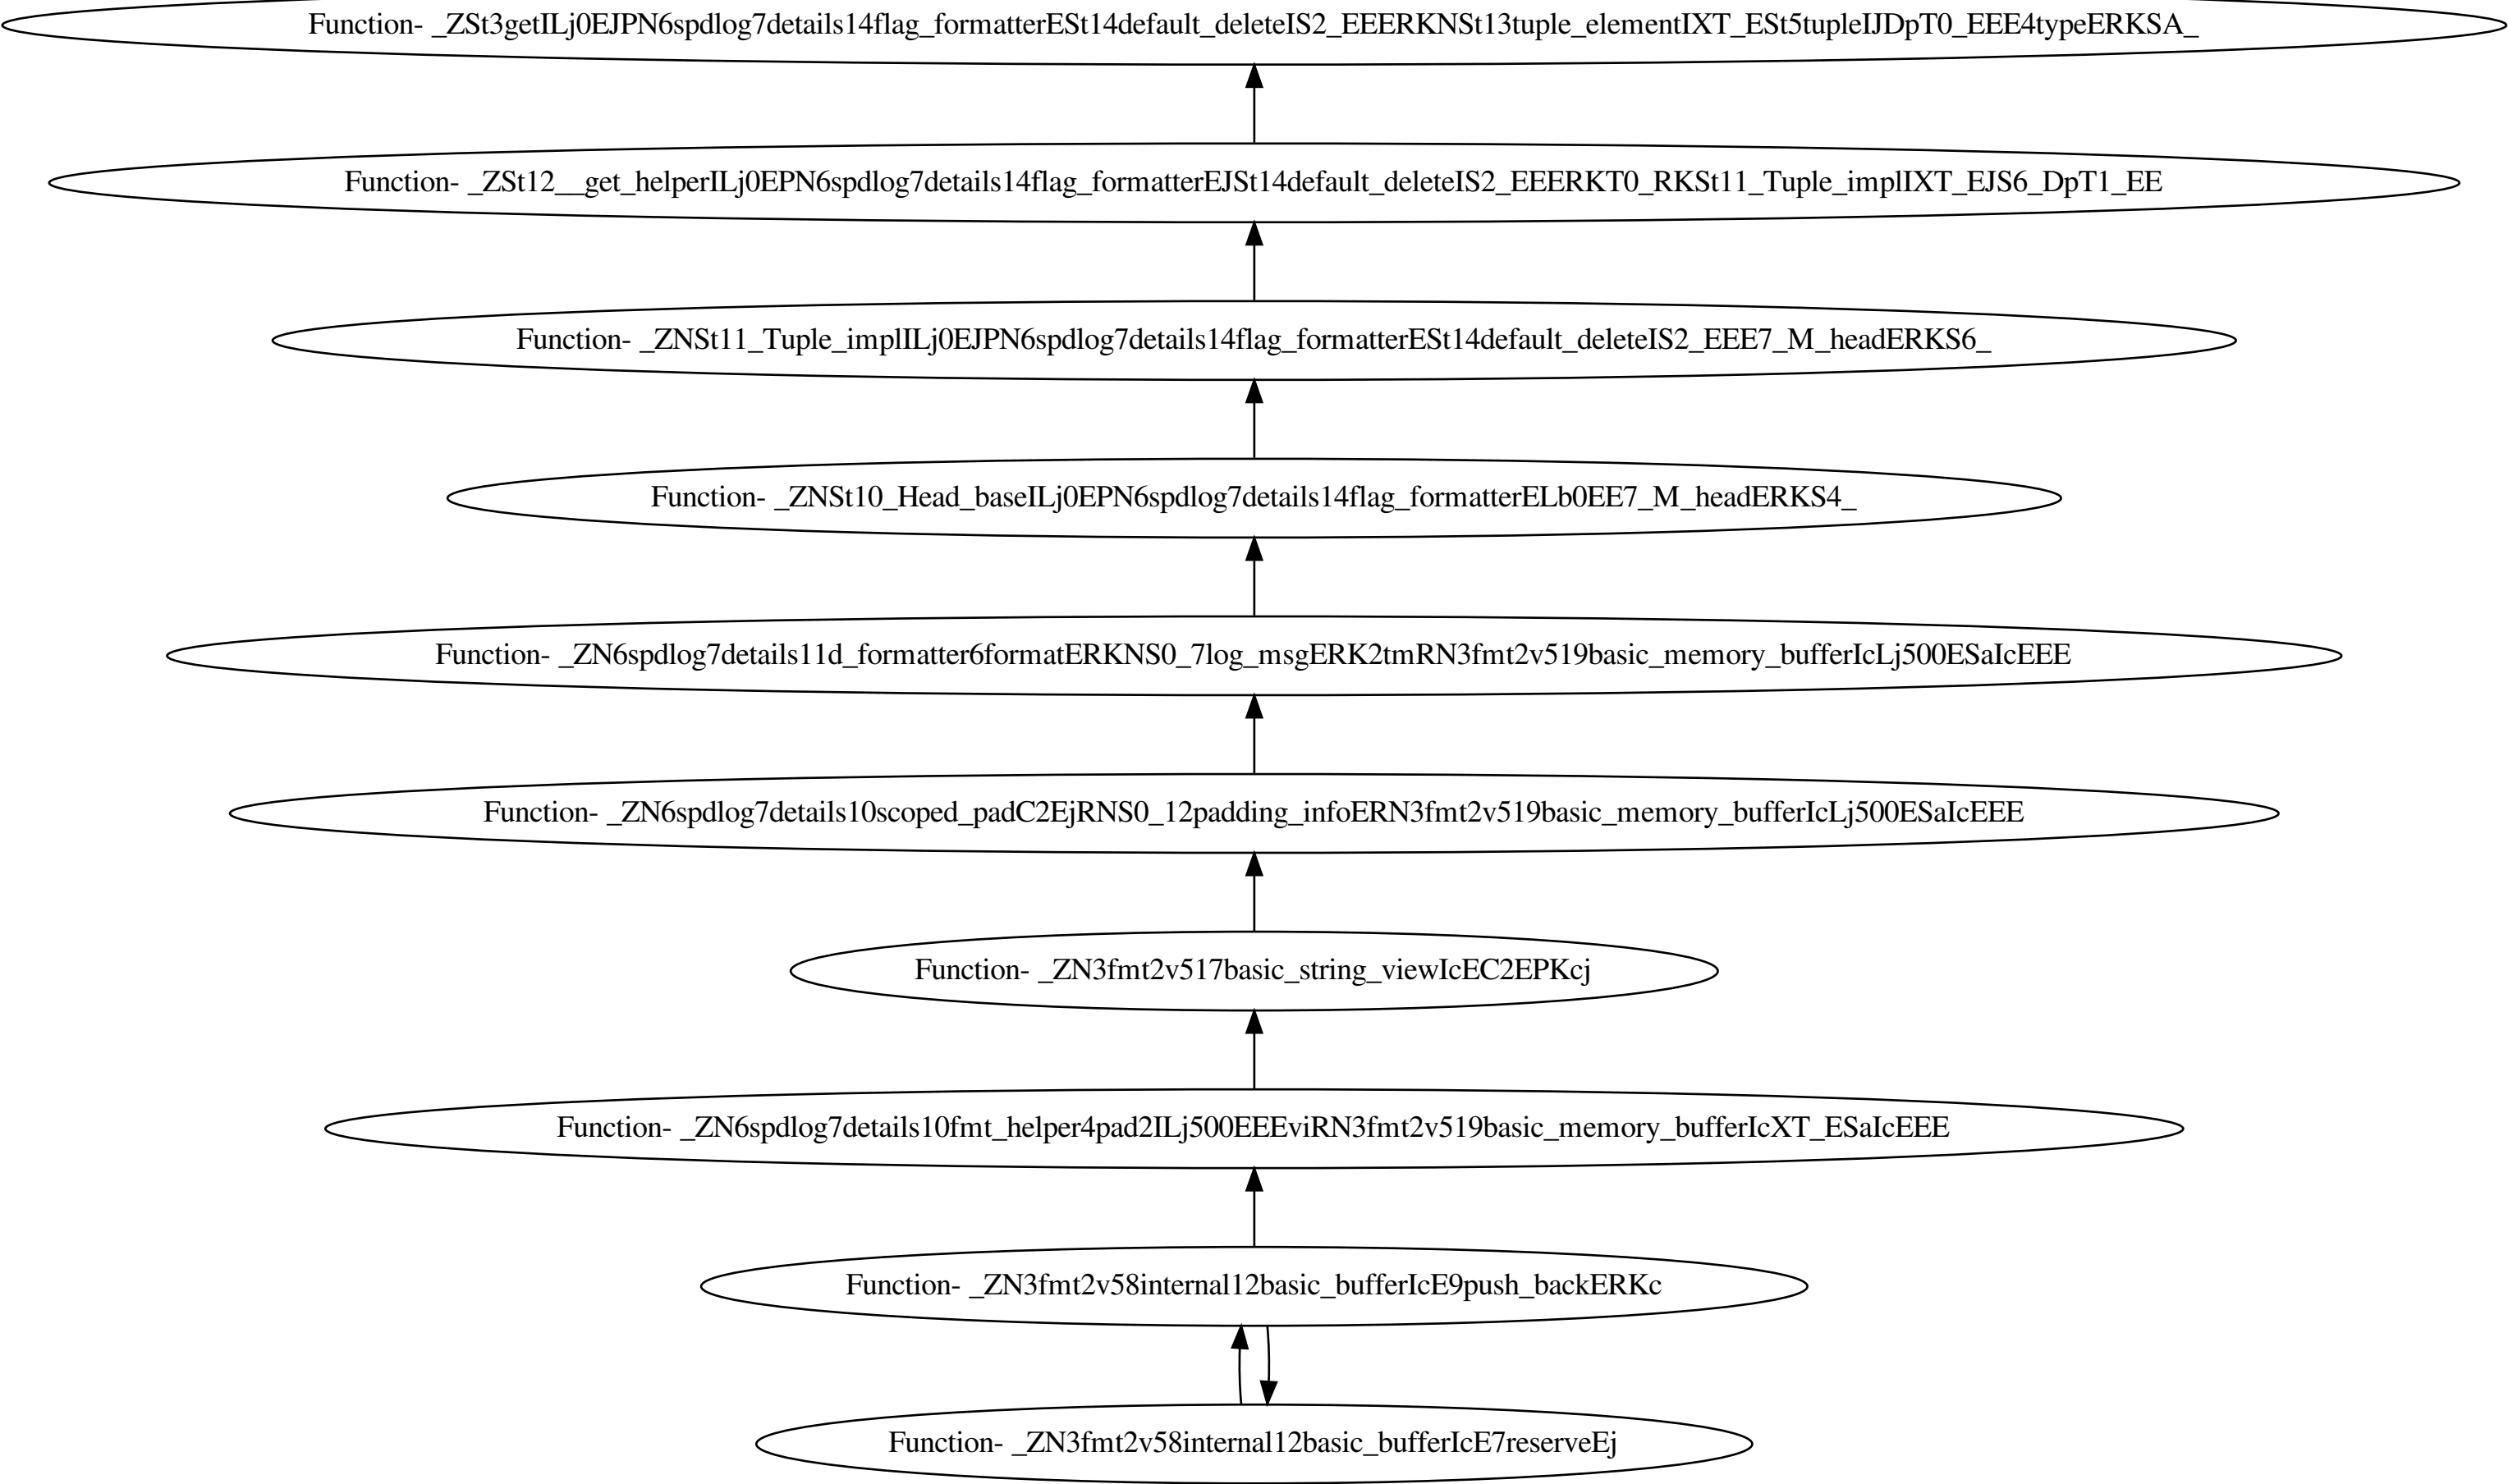 Function- _ZSt3getILj0EJPN6spdlog7details14flag_formatterESt14default_deleteIS2_EEERKNSt13tuple_elementIXT_ESt5tupleIJDpT0_EEE4typeERKSA_
Function- _ZSt12__get_helperILj0EPN6spdlog7details14flag_formatterEJSt14default_deleteIS2_EEERKT0_RKSt11_Tuple_implIXT_EJS6_DpT1_EE
Function- _ZNSt11_Tuple_implILj0EJPN6spdlog7details14flag_formatterESt14default_deleteIS2_EEE7_M_headERKS6_
Function- _ZNSt10_Head_baseILj0EPN6spdlog7details14flag_formatterELb0EE7_M_headERKS4_
Function- _ZN6spdlog7details11d_formatter6formatERKNS0_7log_msgERK2tmRN3fmt2v519basic_memory_bufferIcLj500ESaIcEEE
Function- _ZN6spdlog7details10scoped_padC2EjRNS0_12padding_infoERN3fmt2v519basic_memory_bufferIcLj500ESaIcEEE
Function- _ZN3fmt2v517basic_string_viewIcEC2EPKcj
Function- _ZN6spdlog7details10fmt_helper4pad2ILj500EEEviRN3fmt2v519basic_memory_bufferIcXT_ESaIcEEE
Function- _ZN3fmt2v58internal12basic_bufferIcE9push_backERKc
Function- _ZN3fmt2v58internal12basic_bufferIcE7reserveEj